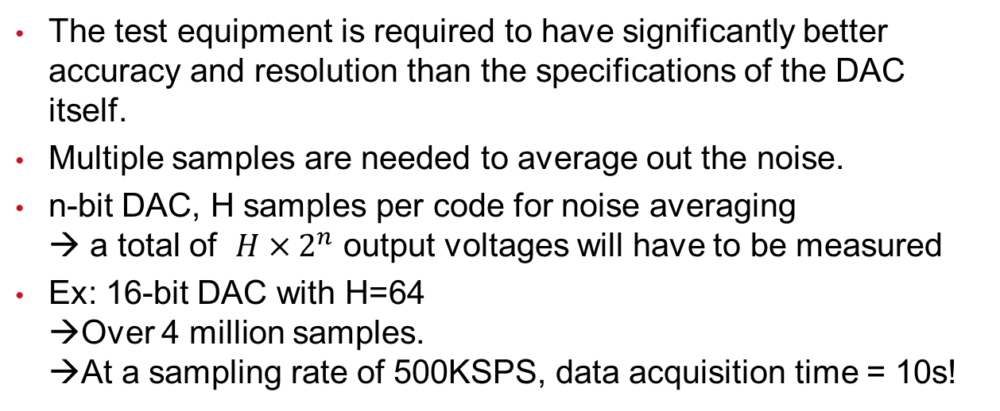 • The test equipment is required to have significantly better
accuracy and resolution than the specifications of the DAC
itself.
• Multiple samples are needed to average out the noise.
• n-bit DAC, H samples per code for noise averaging
→ a total of 𝐻 × 2ⁿ output voltages will have to be measured
• Ex: 16-bit DAC with H=64
→Over 4 million samples.
→At a sampling rate of 500KSPS, data acquisition time = 10s!